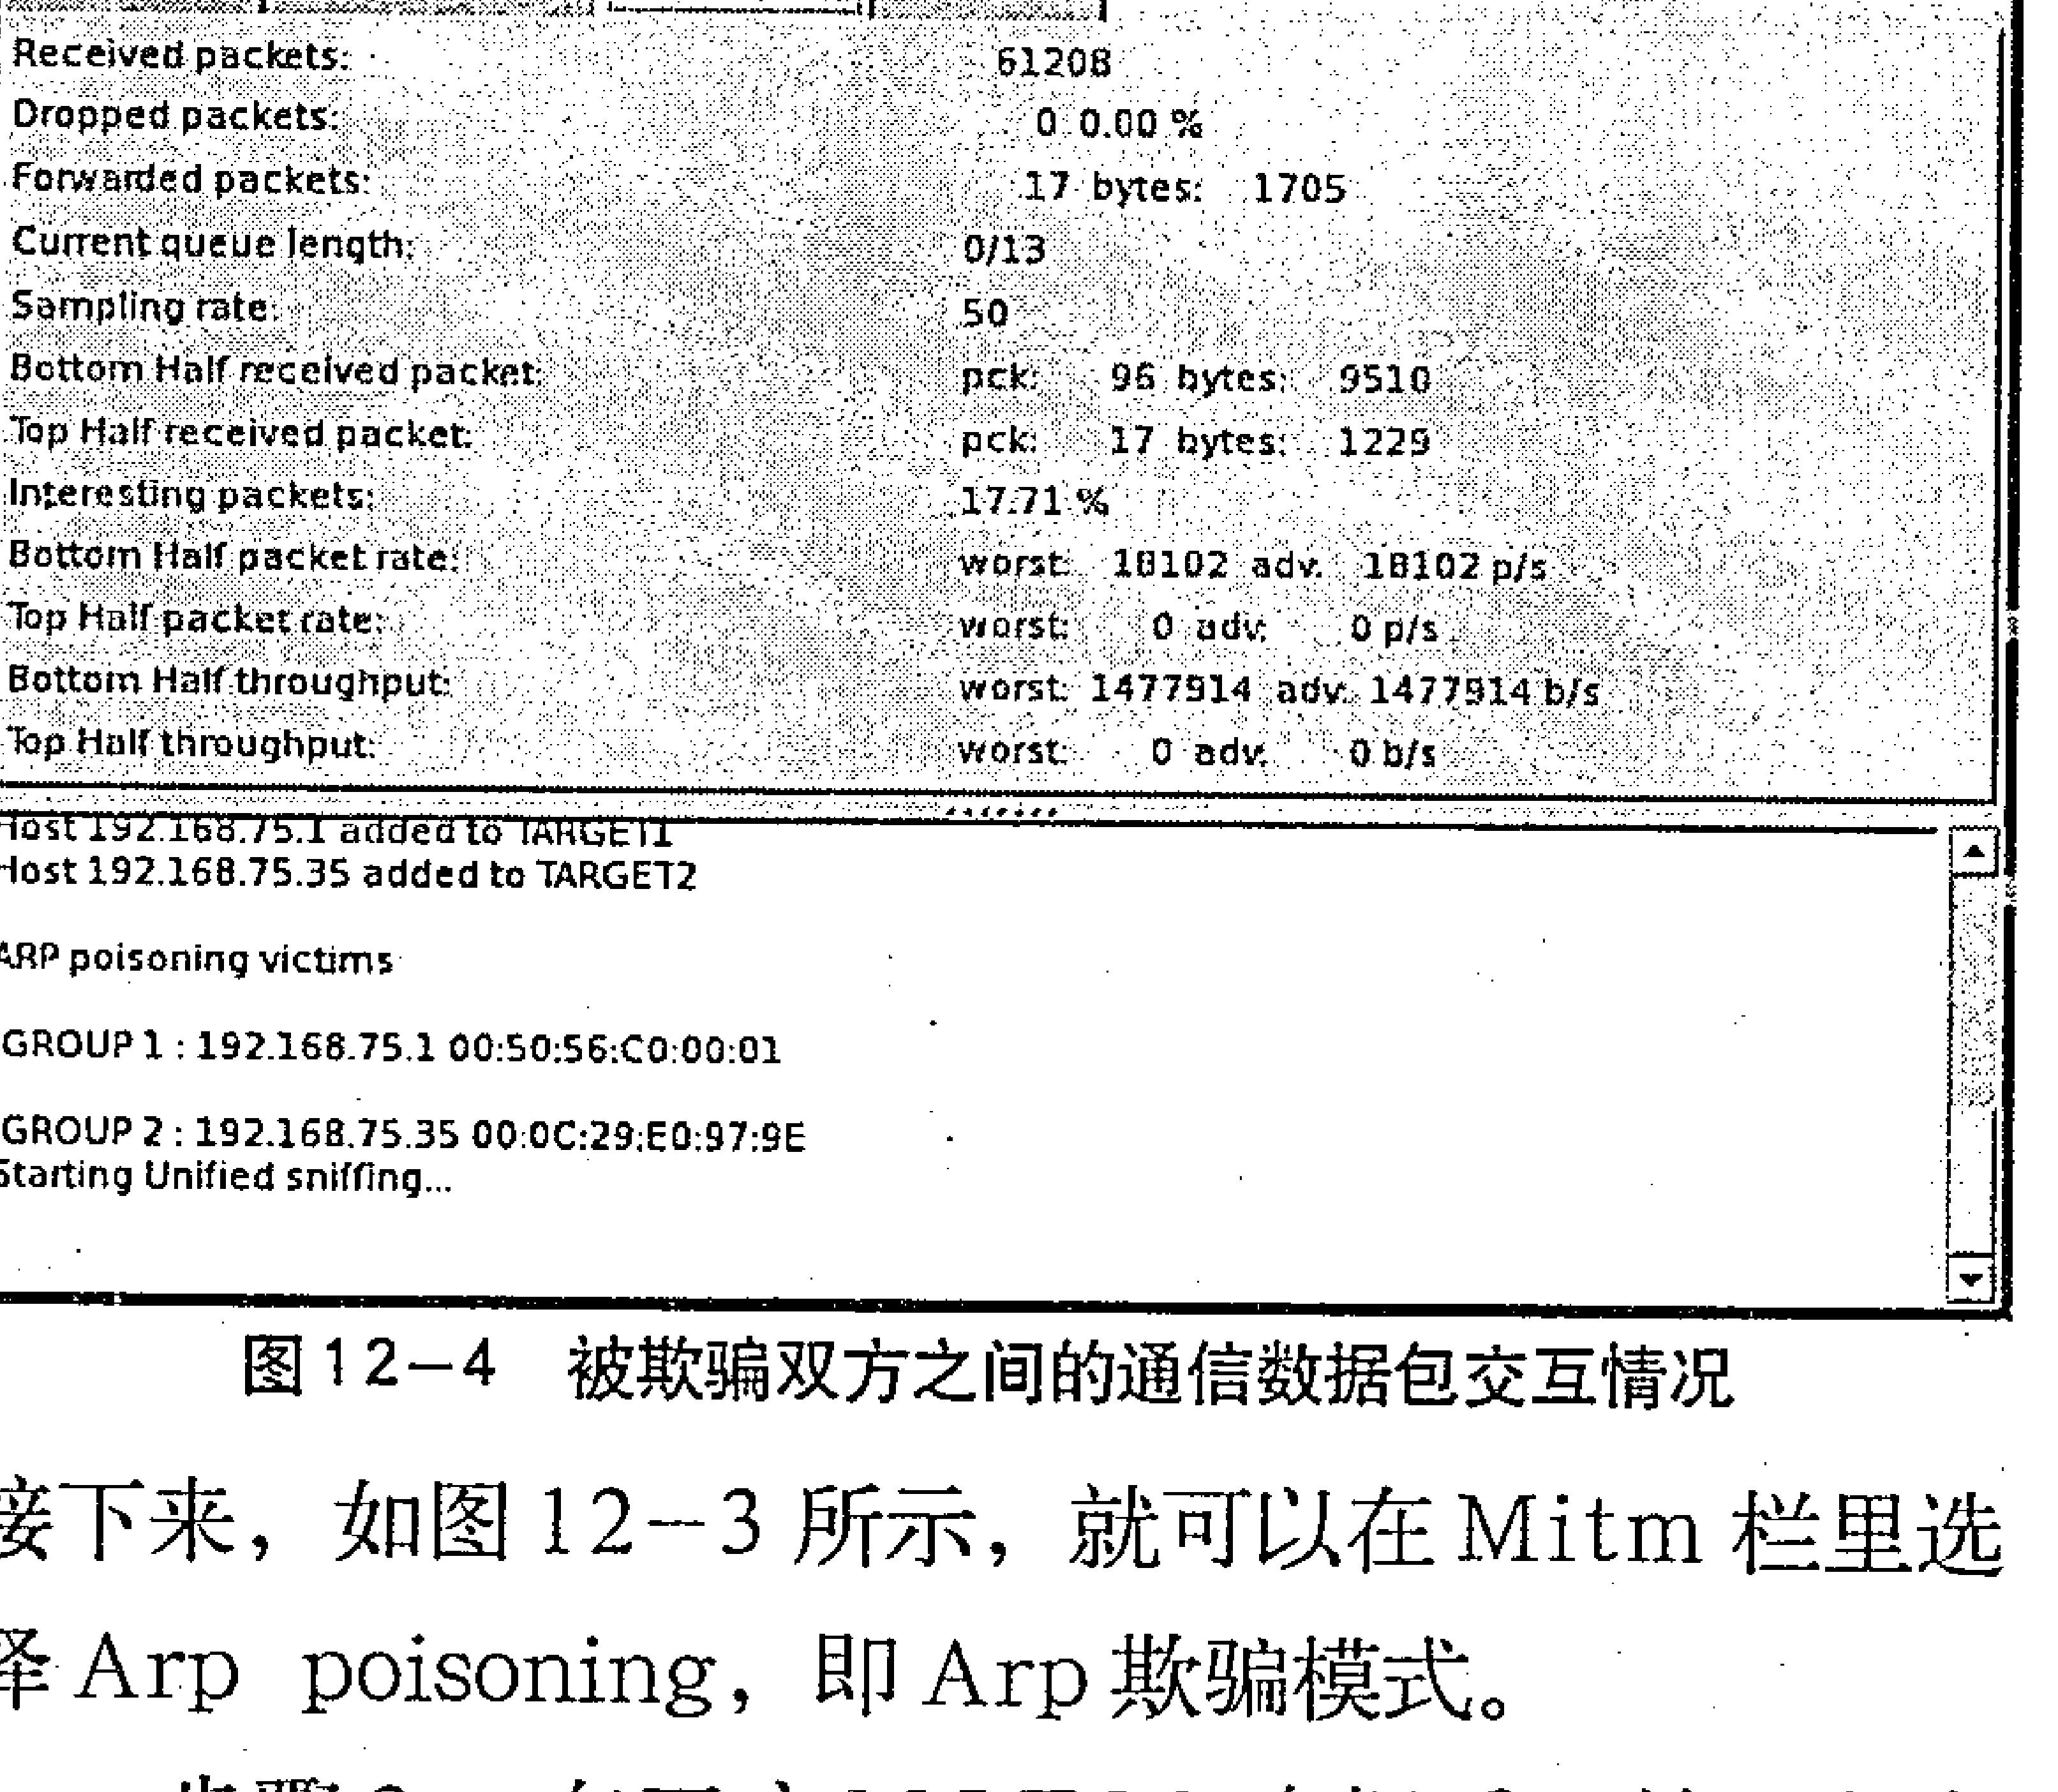 Received packets: 61208
Dropped packets: 0 0.00 %
Forwarded packets: 17 bytes: 1705
Current queue length: 0/13
Sampling rate: 50
Bottom Half received packet: pck: 96 bytes: 9510
Top Half received packet: pck: 17 bytes: 1229
Interesting packets: 17.71 %
Bottom Half packet rate: worst: 18102 adv: 18102 p/s
Top Half packet rate: worst: 0 adv: 0 p/s
Bottom Half throughput: worst: 1477914 adv: 1477914 b/s
Top Half throughput: worst: 0 adv: 0 b/s
Host 192.168.75.1 added to TARGET1
Host 192.168.75.35 added to TARGET2
ARP poisoning victims
GROUP 1 : 192.168.75.1 00:50:56:C0:00:01
GROUP 2 : 192.168.75.35 00:0C:29:E0:97:9E
Starting Unified sniffing...
图12-4 被欺骗双方之间的通信数据包交互情况
接下来，如图 12-3 所示，就可以在 Mitm 栏里选
择 Arp poisoning，即 Arp 欺骗模式。